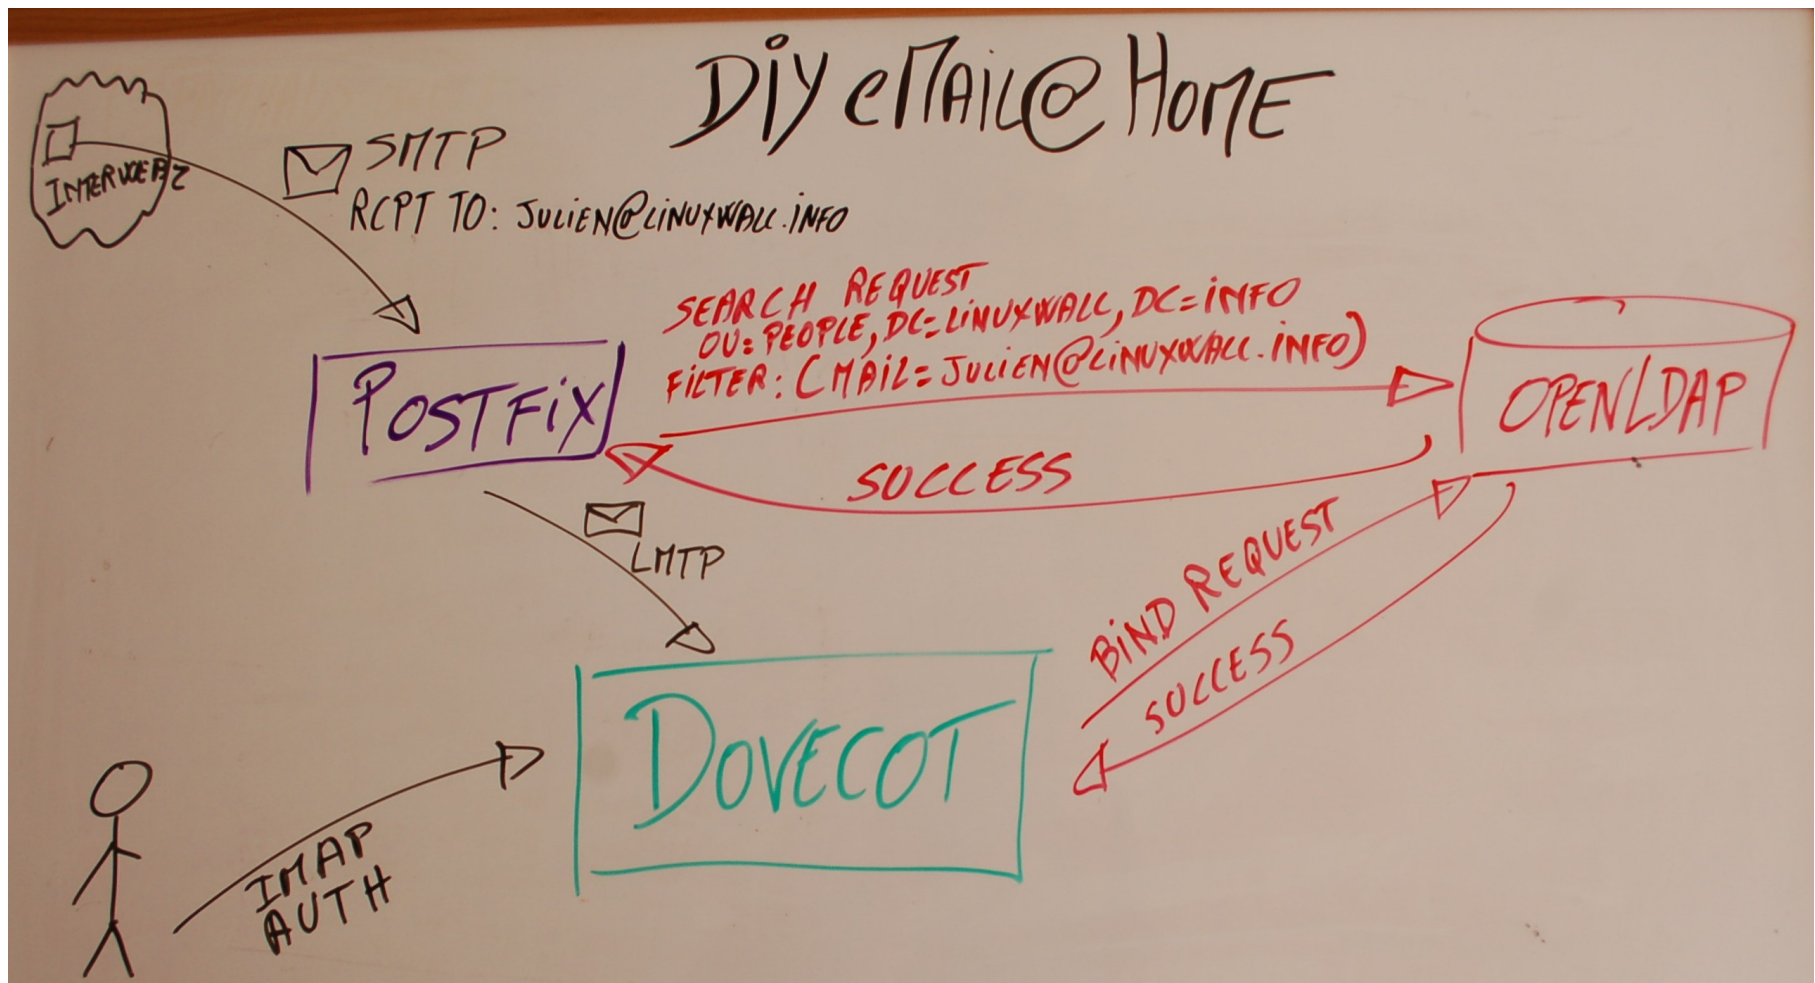 DiY eMAIL@HOME
INTERWEBZ
SMTP
RCPT TO: JULIEN@LINUXWALL.INFO
SEARCH REQUEST
OU=PEOPLE, DC=LINUXWALL, DC=INFO
FILTER: (MAIL=JULIEN@LINUXWALL.INFO)
POSTFIX
OPENLDAP
SUCCESS
LMTP
BIND REQUEST
SUCCESS
DOVECOT
IMAP
AUTH